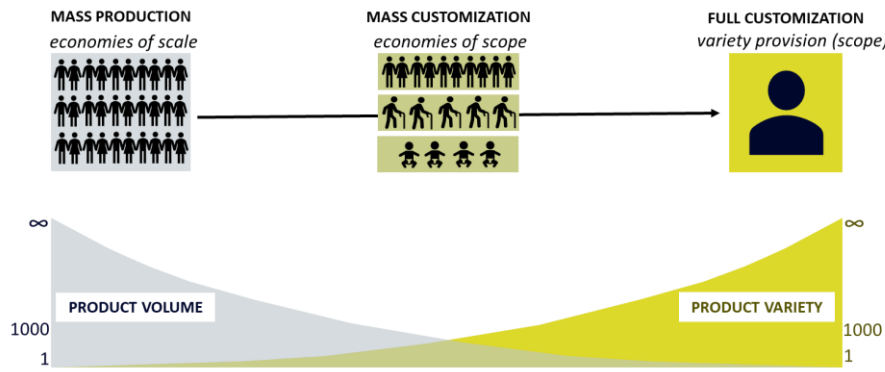 MASS PRODUCTION
economies of scale
MASS CUSTOMIZATION
economies of scope
FULL CUSTOMIZATION
variety provision (scope)
∞
∞
PRODUCT VOLUME
PRODUCT VARIETY
1000
1000
1
1